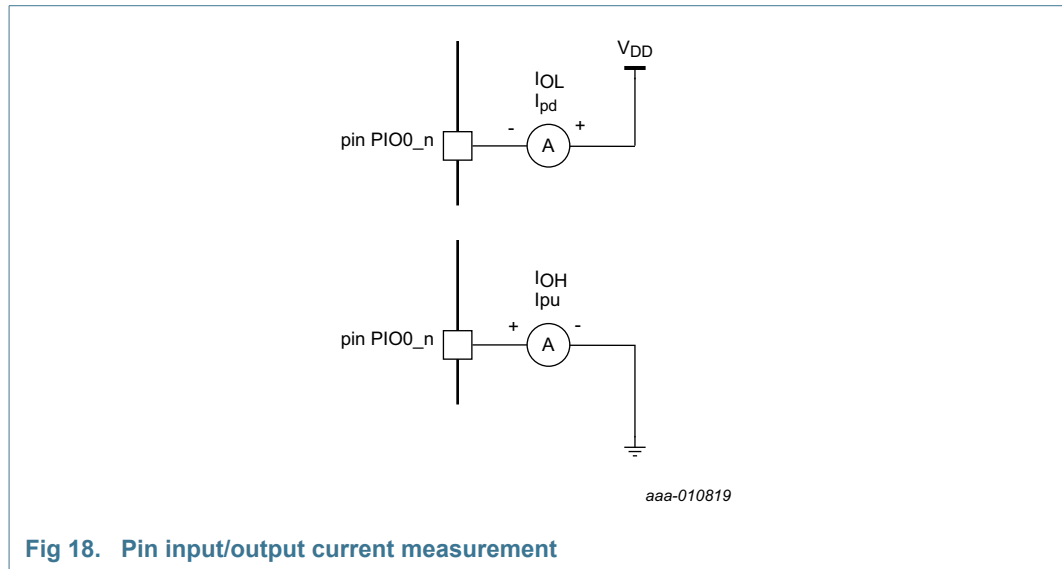 VDD
IOL
Ipd
- +
pin PIO0_n
A
IOH
Ipu
+ -
pin PIO0_n
A
aaa-010819
Fig 18. Pin input/output current measurement